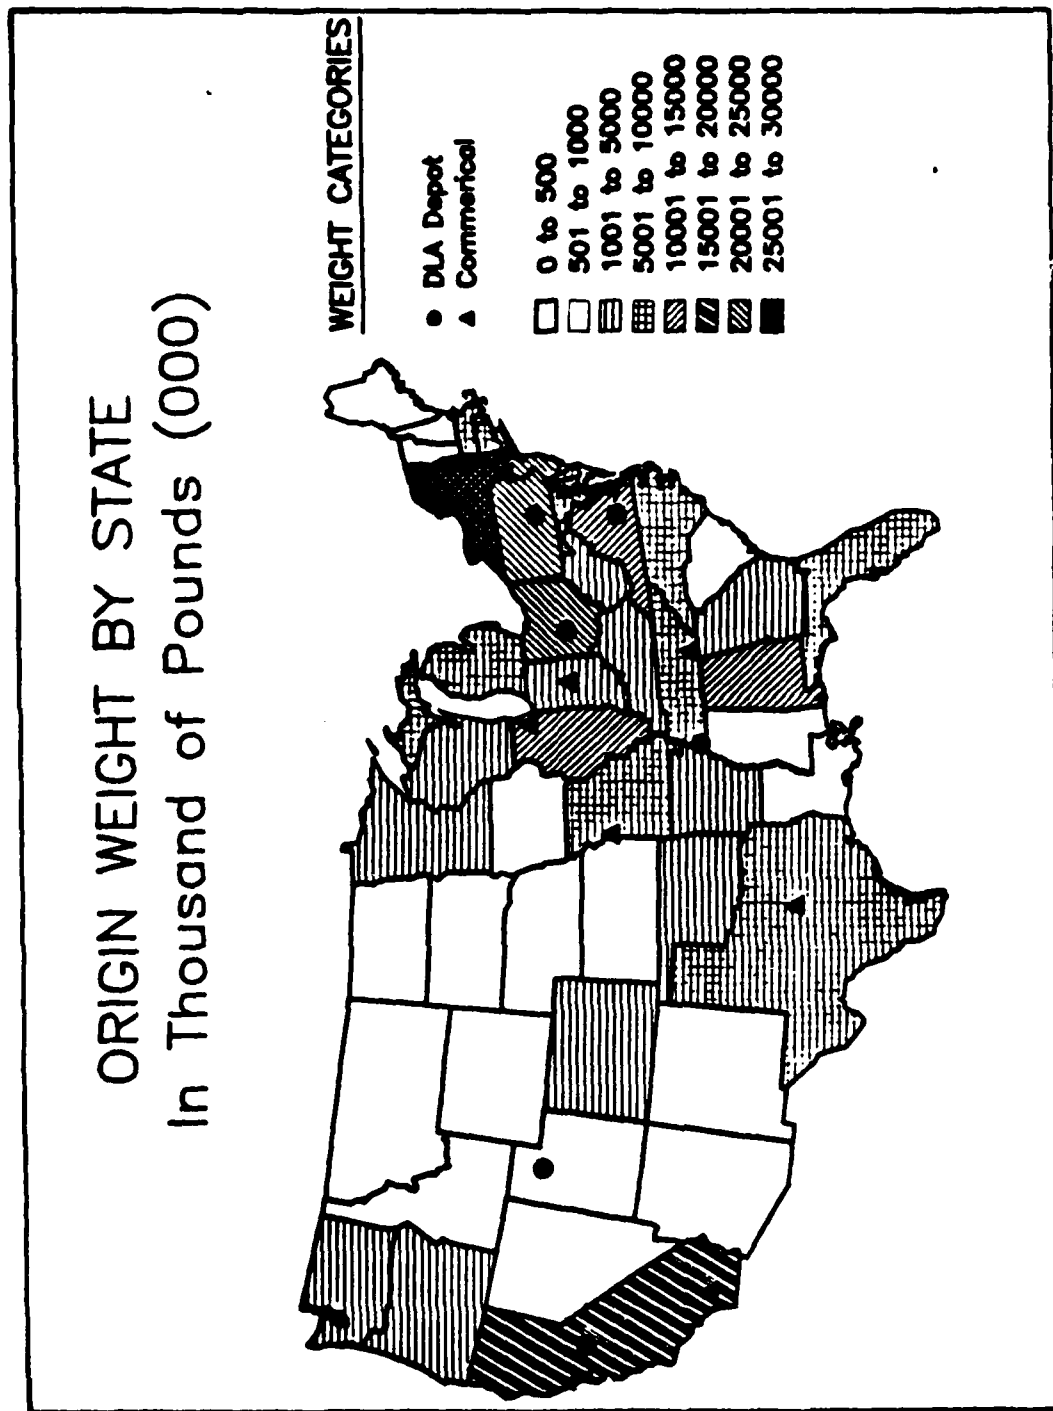 ORIGIN WEIGHT BY STATE
In Thousand of Pounds (000)
WEIGHT CATEGORIES
DLA Depot
Commerical
0 to 500
501 to 1000
1001 to 5000
5001 to 10000
10001 to 15000
15001 to 20000
20001 to 25000
25001 to 30000